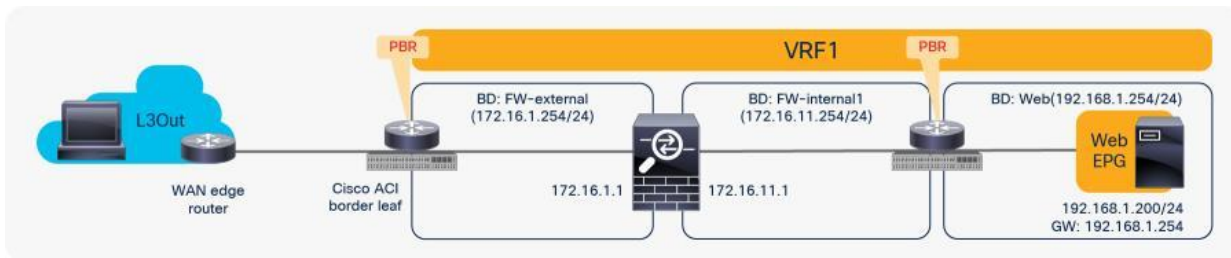 PBR
VRF1
PBR
BD: FW-external
(172.16.1.254/24)
BD: FW-internal1
(172.16.11.254/24)
BD: Web(192.168.1.254/24)
L3Out
Web
EPG
WAN edge
router
Cisco ACI
border leaf
172.16.1.1
172.16.11.1
192.168.1.200/24
GW: 192.168.1.254